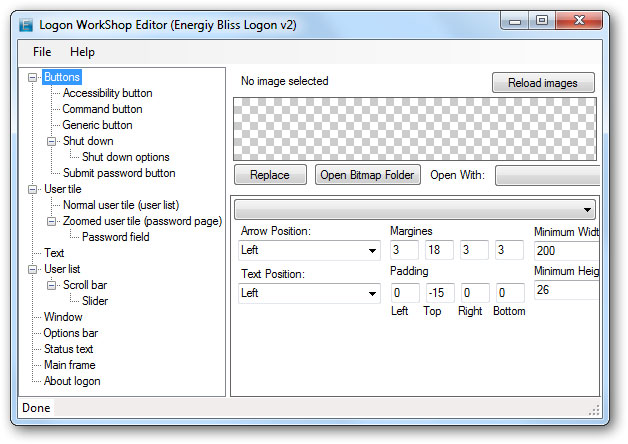 Logon WorkShop Editor (Energiy Bliss Logon v2)
File Help
Buttons
Accessibility button
Command button
Generic button
Shut down
Shut down options
Submit password button
User tile
Normal user tile (user list)
Zoomed user tile (password page)
Password field
Text
User list
Scroll bar
Slider
Window
Options bar
Status text
Main frame
About logon
No image selected Reload images
Replace Open Bitmap Folder Open With:
Arrow Position: Margines Minimum Widt
Left 3 18 3 3 200
Text Position: Padding Minimum Heig
Left 0 -15 0 0 26
Left Top Right Bottom
Done